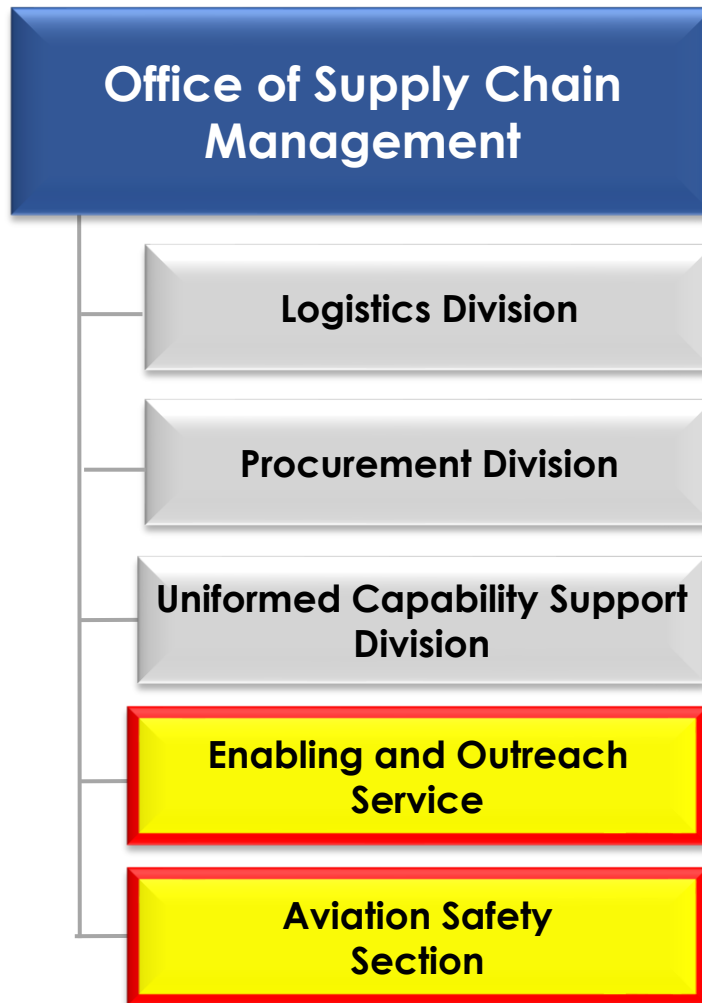 Office of Supply Chain
Management
Logistics Division
Procurement Division
Uniformed Capability Support
Division
Enabling and Outreach
Service
Aviation Safety
Section